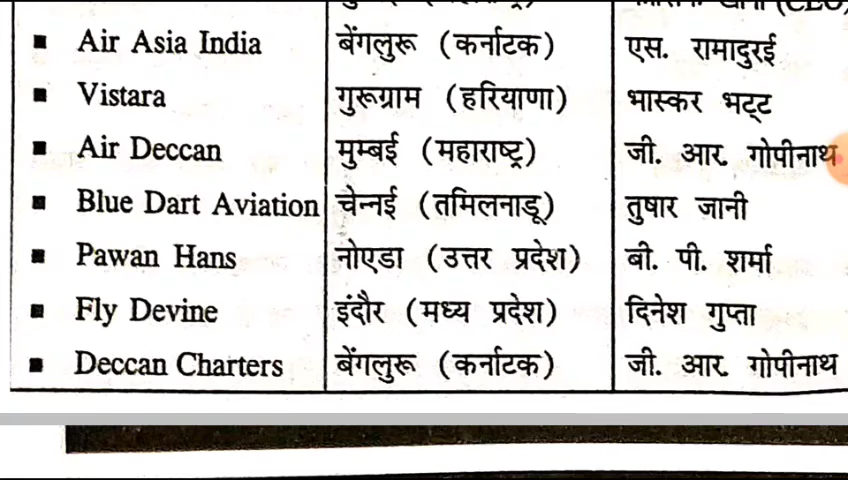 (CEO)
▪ Air Asia India बेंगलुरू (कर्नाटक) एस. रामादुरई
▪ Vistara गुरूग्राम (हरियाणा) भास्कर भट्ट
▪ Air Deccan मुम्बई (महाराष्ट्र) जी. आर. गोपीनाथ
▪ Blue Dart Aviation चेन्नई (तमिलनाडू) तुषार जानी
▪ Pawan Hans नोएडा (उत्तर प्रदेश) बी. पी. शर्मा
▪ Fly Devine इंदौर (मध्य प्रदेश) दिनेश गुप्ता
▪ Deccan Charters बेंगलुरू (कर्नाटक) जी. आर. गोपीनाथ